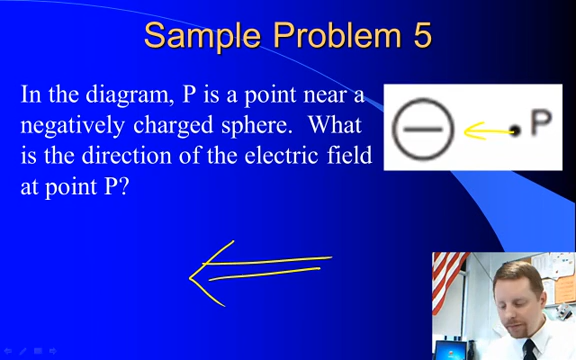 Sample Problem 5
In the diagram, P is a point near a
negatively charged sphere.  What
is the direction of the electric field
at point P?
P